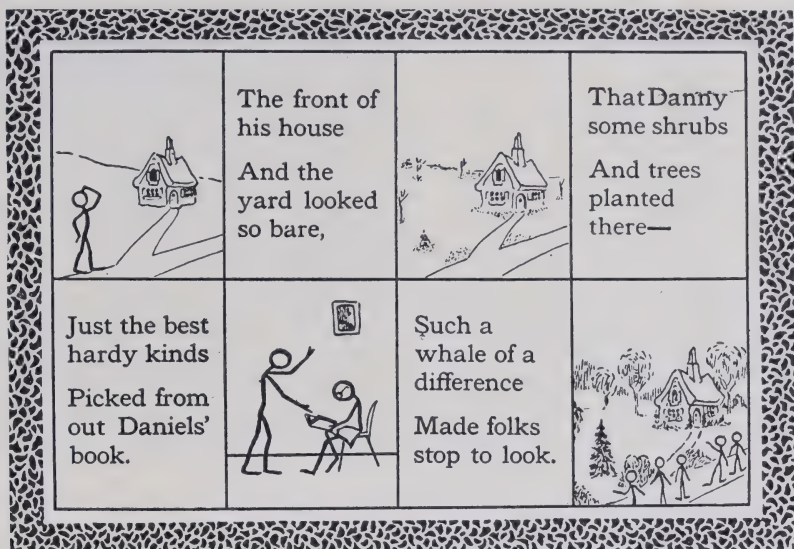 The front of
his house
And the
yard looked
so bare,
That Danny
some shrubs
And trees
planted
there—
Just the best
hardy kinds
Picked from
out Daniels'
book.
Such a
whale of a
difference
Made folks
stop to look.